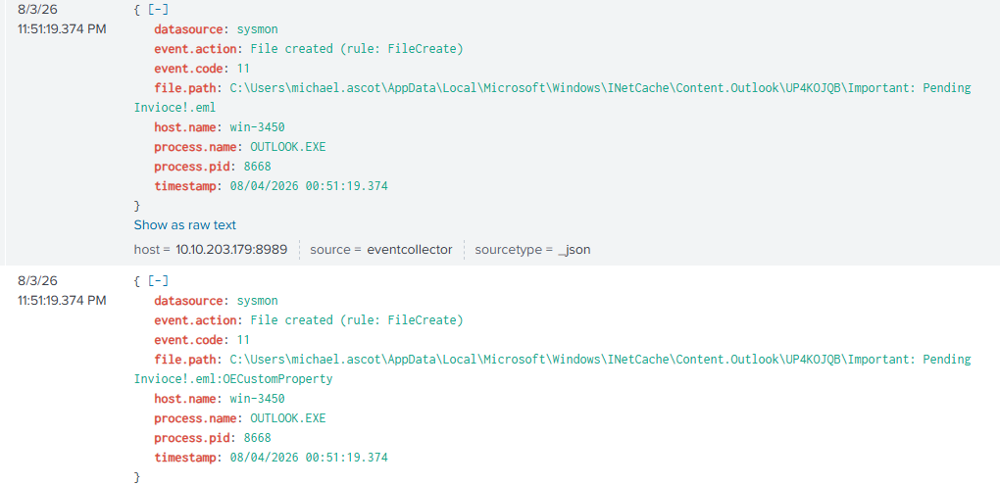 8/3/26
11:51:19.374 PM
{ [-]
datasource: sysmon
event.action: File created (rule: FileCreate)
event.code: 11
file.path: C:\Users\michael.ascot\AppData\Local\Microsoft\Windows\INetCache\Content.Outlook\UP4KOJQB\Important: Pending
Invioce!.eml
host.name: win-3450
process.name: OUTLOOK.EXE
process.pid: 8668
timestamp: 08/04/2026 00:51:19.374
}
Show as raw text
host = 10.10.203.179:8989 source = eventcollector sourcetype = _json
8/3/26
11:51:19.374 PM
{ [-]
datasource: sysmon
event.action: File created (rule: FileCreate)
event.code: 11
file.path: C:\Users\michael.ascot\AppData\Local\Microsoft\Windows\INetCache\Content.Outlook\UP4KOJQB\Important: Pending
Invioce!.eml:OECustomProperty
host.name: win-3450
process.name: OUTLOOK.EXE
process.pid: 8668
timestamp: 08/04/2026 00:51:19.374
}